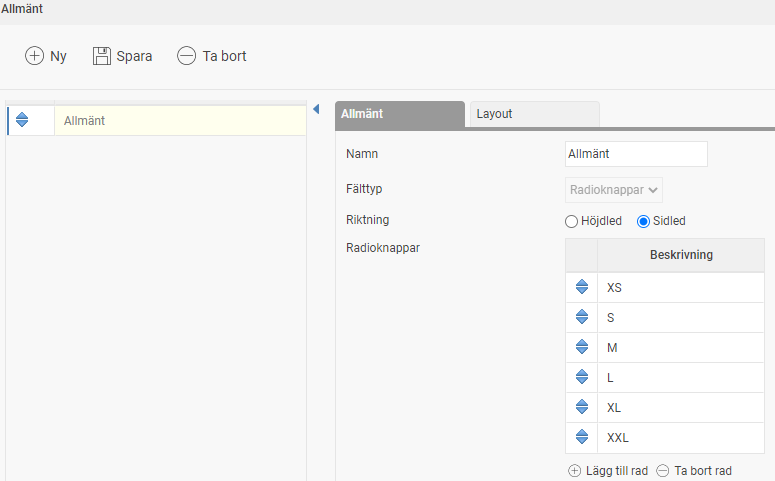 Allmänt
Ny Spara Ta bort
Allmänt
Allmänt Layout
Namn Allmänt
Fälttyp Radioknappar
Riktning Höjdled Sidled
Radioknappar
Beskrivning
XS
S
M
L
XL
XXL
Lägg till rad Ta bort rad